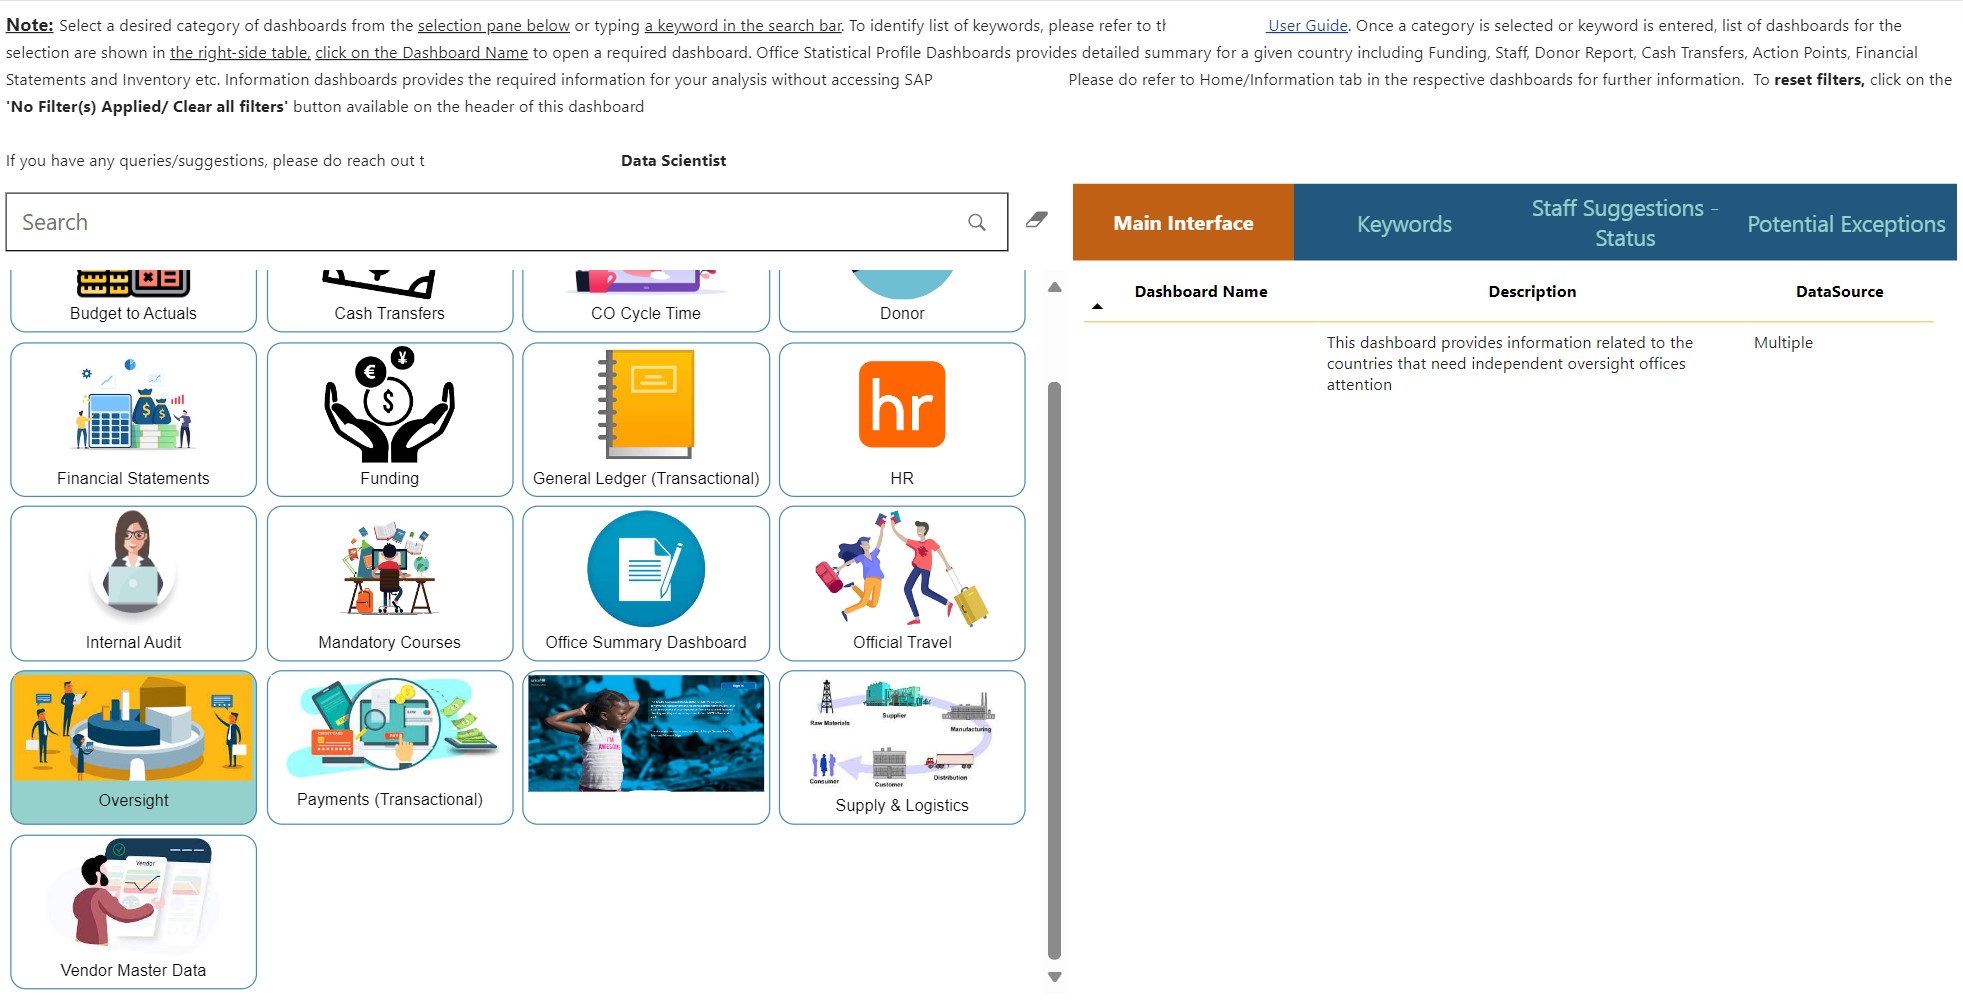 Note: Select a desired category of dashboards from the selection pane below or typing a keyword in the search bar. To identify list of keywords, please refer to th User Guide. Once a category is selected or keyword is entered, list of dashboards for the
selection are shown in the right-side table, click on the Dashboard Name to open a required dashboard. Office Statistical Profile Dashboards provides detailed summary for a given country including Funding, Staff, Donor Report, Cash Transfers, Action Points, Financial
Statements and Inventory etc. Information dashboards provides the required information for your analysis without accessing SAP Please do refer to Home/Information tab in the respective dashboards for further information. To reset filters, click on the
'No Filter(s) Applied/ Clear all filters' button available on the header of this dashboard
If you have any queries/suggestions, please do reach out t Data Scientist
Search
Main Interface
Keywords
Staff Suggestions -
Status
Potential Exceptions
Budget to Actuals
Cash Transfers
CO Cycle Time
Donor
Financial Statements
Funding
General Ledger (Transactional)
hr
HR
Internal Audit
Mandatory Courses
Office Summary Dashboard
Official Travel
Oversight
Payments (Transactional)
I'M
AWESOME
Raw Materials
Supplier
Manufacturing
Consumer
Customer
Distribution
Supply & Logistics
Vendor
Vendor Master Data
Dashboard Name
Description
DataSource
This dashboard provides information related to the
countries that need independent oversight offices
attention
Multiple